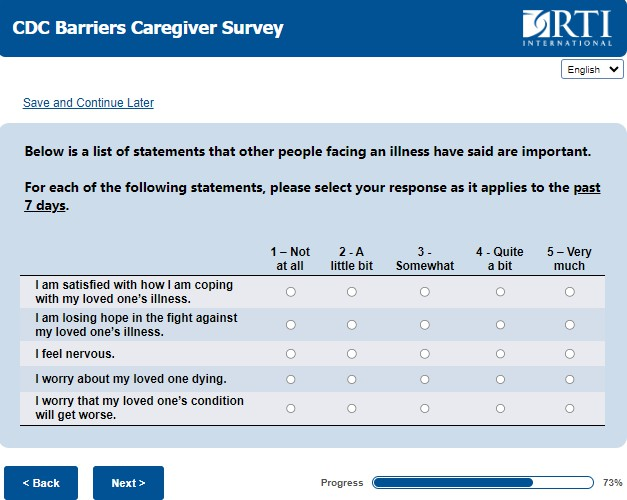 CDC Barriers Caregiver Survey
RTI
INTERNATIONAL
English
Save and Continue Later
Below is a list of statements that other people facing an illness have said are important.
For each of the following statements, please select your response as it applies to the past
7 days.
1 – Not at all
2 - A little bit
3 - Somewhat
4 - Quite a bit
5 – Very much
I am satisfied with how I am coping
with my loved one's illness.
I am losing hope in the fight against
my loved one's illness.
I feel nervous.
I worry about my loved one dying.
I worry that my loved one's condition
will get worse.
< Back
Next >
Progress
73%